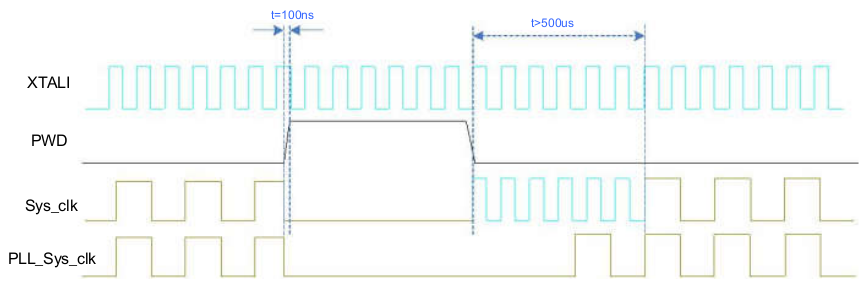 t=100ns
t>500us
XTALI
PWD
Sys_clk
PLL_Sys_clk